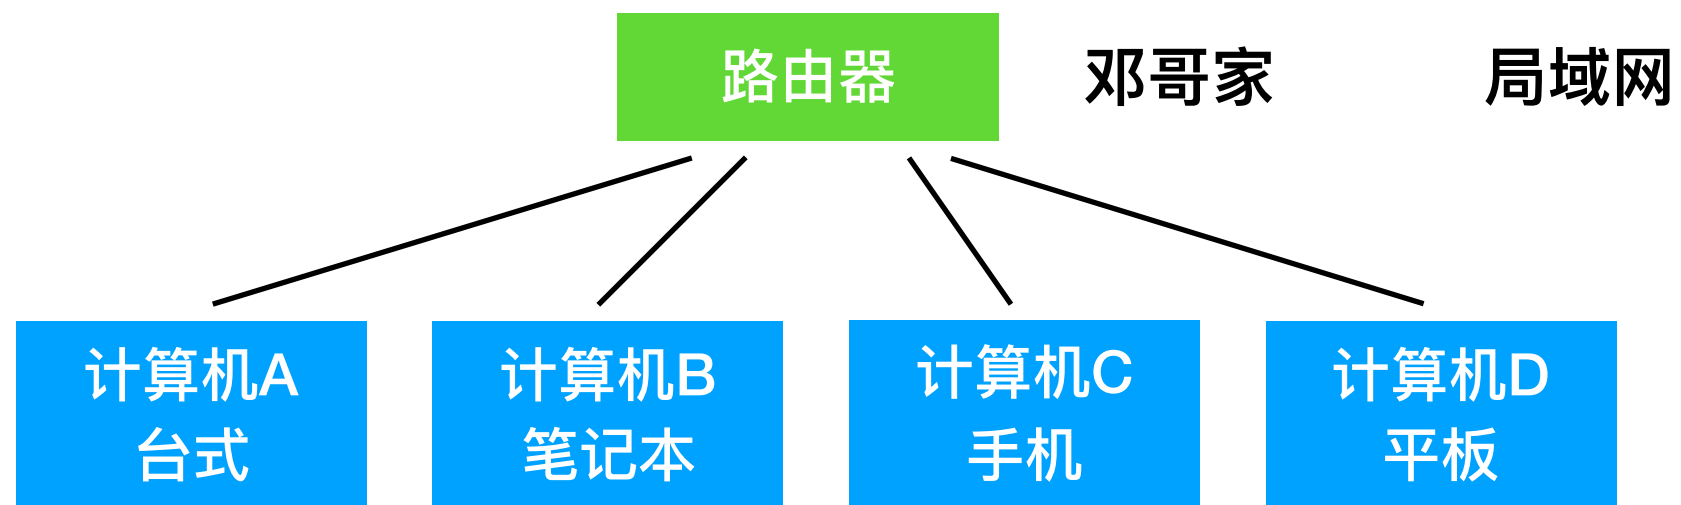 路由器 邓哥家 局域网
计算机A
台式
计算机B
笔记本
计算机C
手机
计算机D
平板